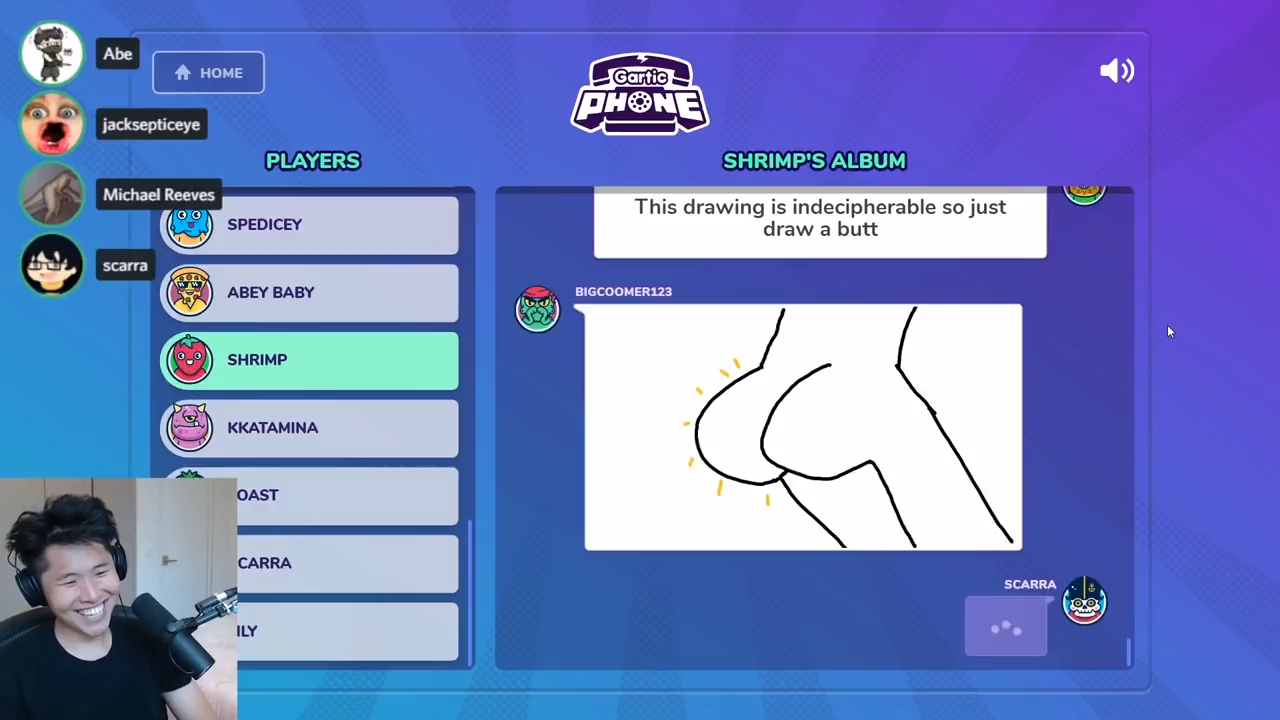 Abe
HOME
Gartic
PHONE
jacksepticeye
PLAYERS
SHRIMP'S ALBUM
Michael Reeves
SPEDICEY
This drawing is indecipherable so just
draw a butt
scarra
ABEY BABY
BIGCOOMER123
SHRIMP
KKATAMINA
OAST
CARRA
SCARRA
ILY